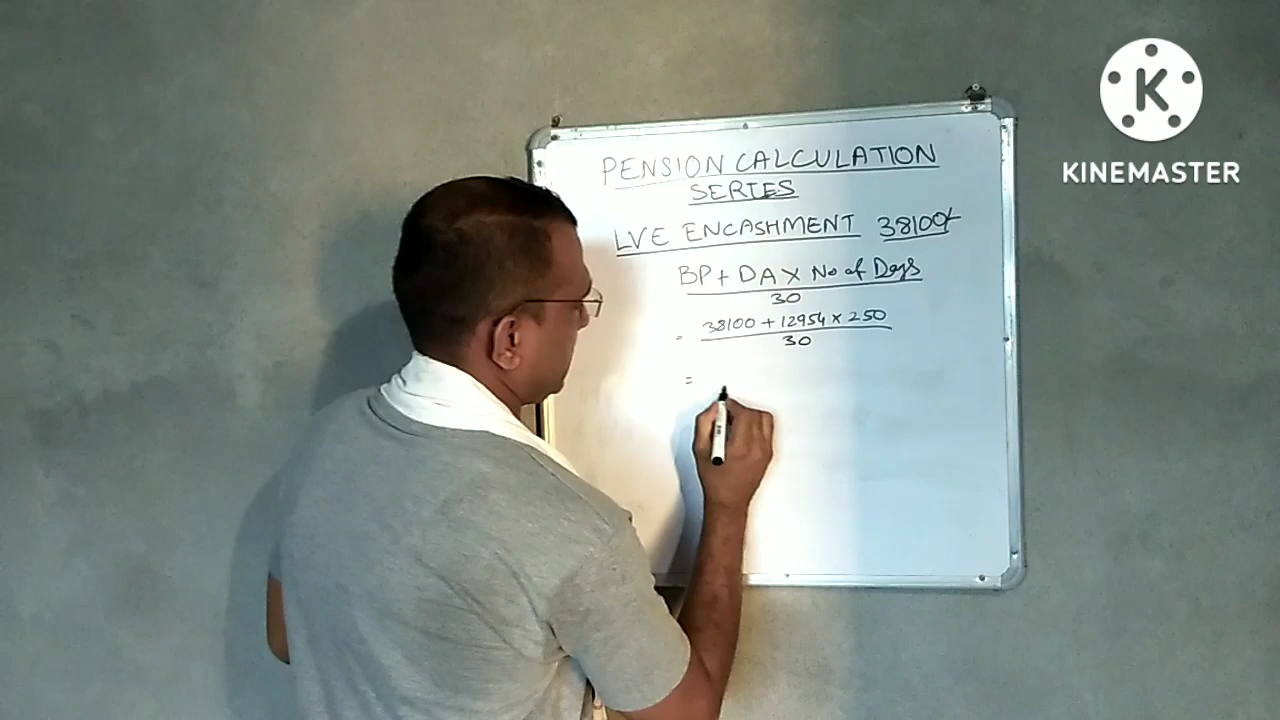 PENSION CALCULATION
SERIES
LVE ENCASHMENT 38100/-
BP + DA X No of Days
30
= 38100 + 12954 x 250
30
=
K
KINEMASTER